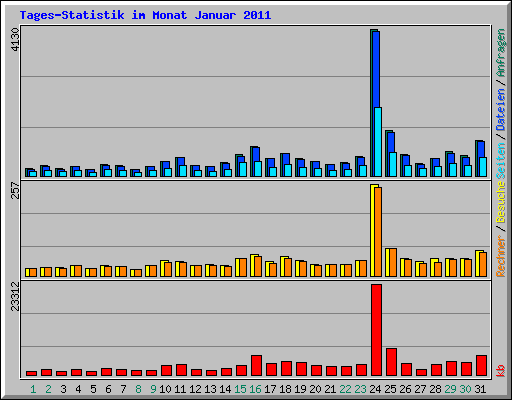 Tages-Statistik im Monat Januar 2011
4130
257
23312
Rechner / Besuche Seiten / Dateien / Anfragen
kb
1 2 3 4 5 6 7 8 9 10 11 12 13 14 15 16 17 18 19 20 21 22 23 24 25 26 27 28 29 30 31